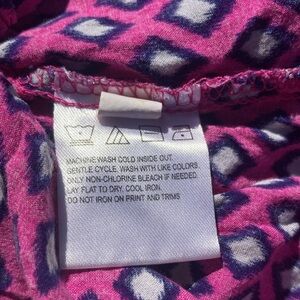 MACHINE WASH COLD INSIDE OUT.
GENTLE CYCLE. WASH WITH LIKE COLORS.
ONLY NON-CHLORINE BLEACH IF NEEDED.
LAY FLAT TO DRY. COOL IRON.
DO NOT IRON ON PRINT AND TRIMS